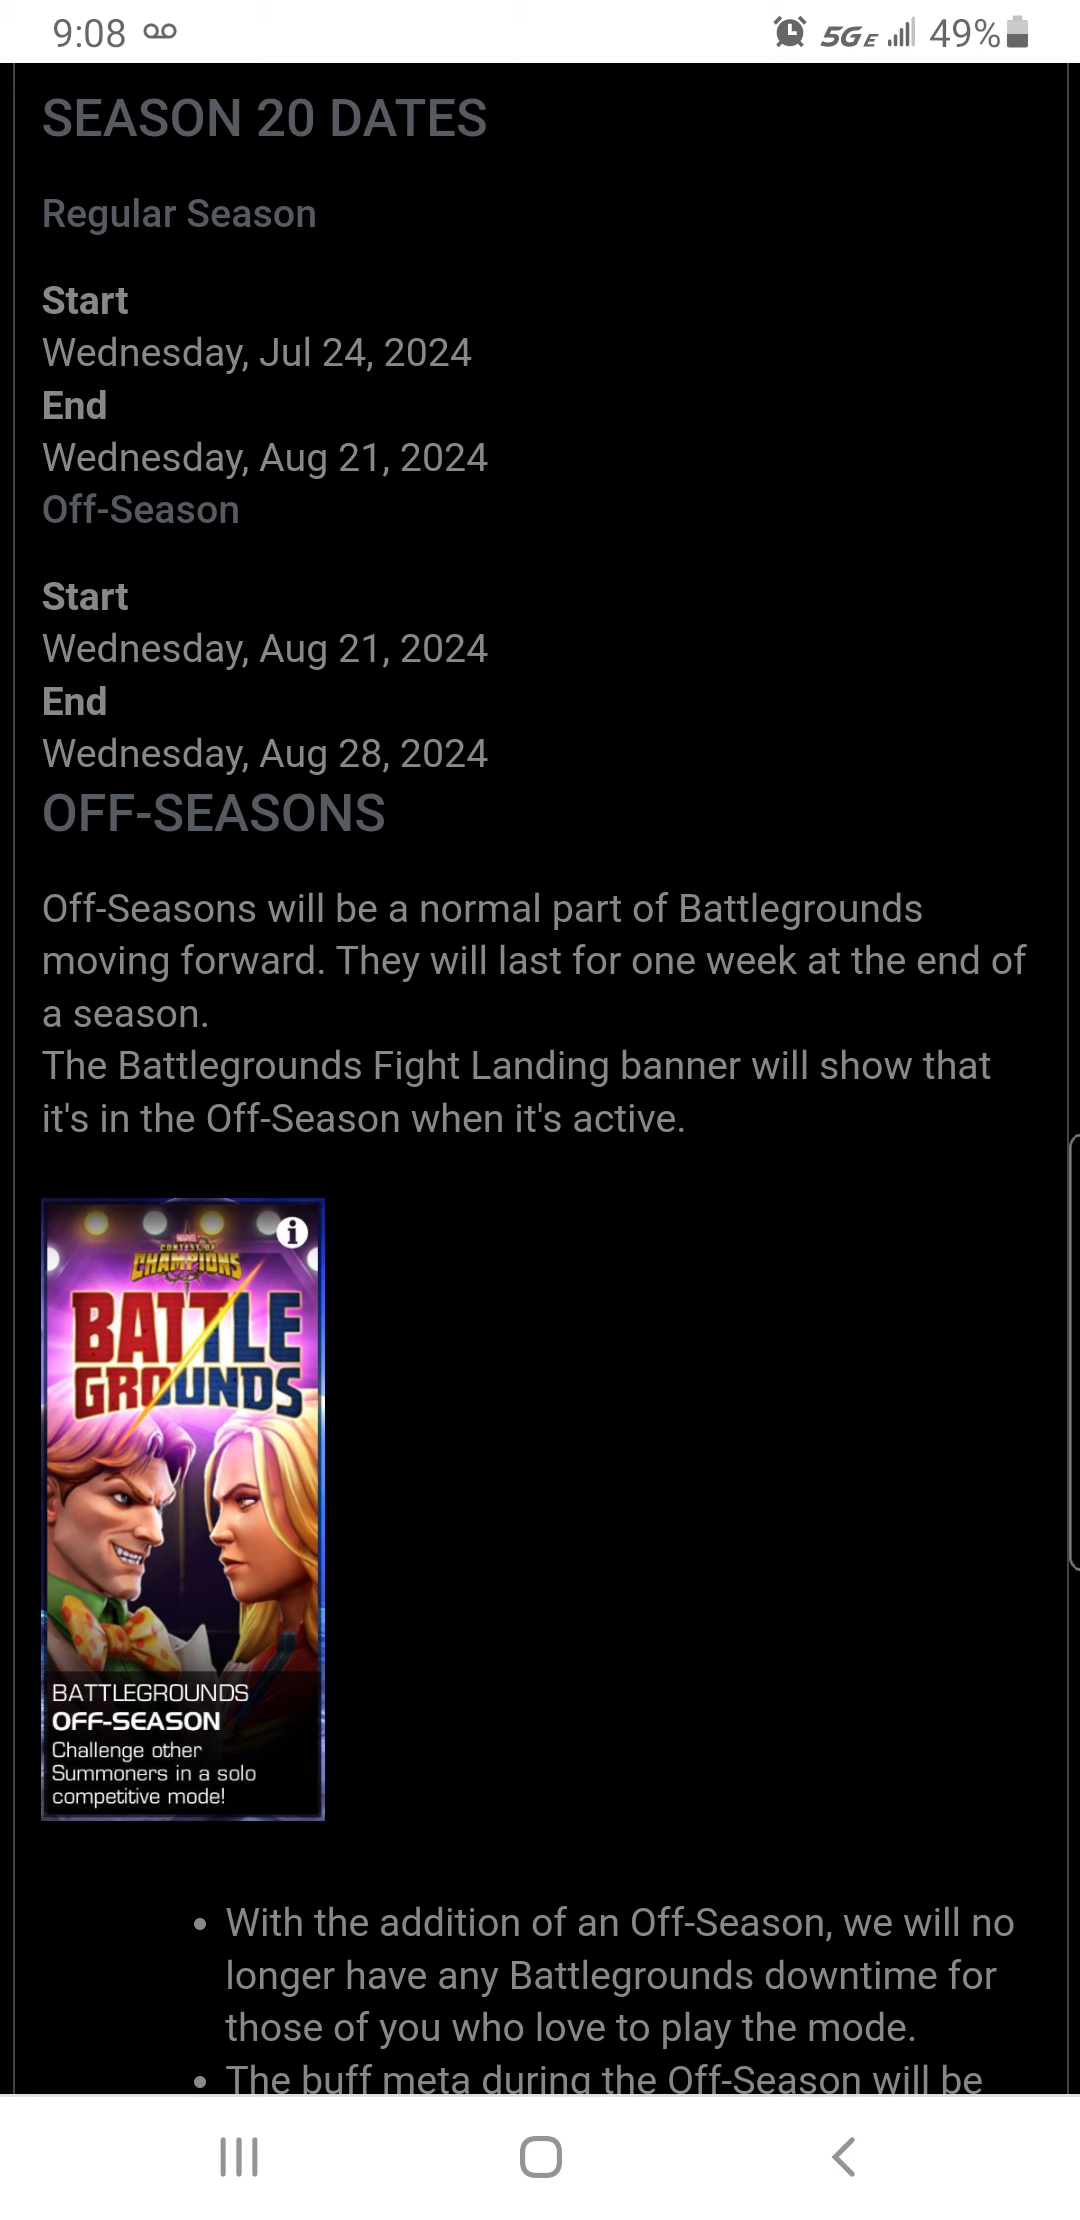 9:08
5GE 49%
SEASON 20 DATES
Regular Season
Start
Wednesday, Jul 24, 2024
End
Wednesday, Aug 21, 2024
Off-Season
Start
Wednesday, Aug 21, 2024
End
Wednesday, Aug 28, 2024
OFF-SEASONS
Off-Seasons will be a normal part of Battlegrounds
moving forward. They will last for one week at the end of
a season.
The Battlegrounds Fight Landing banner will show that
it's in the Off-Season when it's active.
i
MARVEL
CONTEST OF
CHAMPIONS
BATTLE
GROUNDS
BATTLEGROUNDS
OFF-SEASON
Challenge other
Summoners in a solo
competitive mode!
• With the addition of an Off-Season, we will no
longer have any Battlegrounds downtime for
those of you who love to play the mode.
• The buff meta during the Off-Season will be